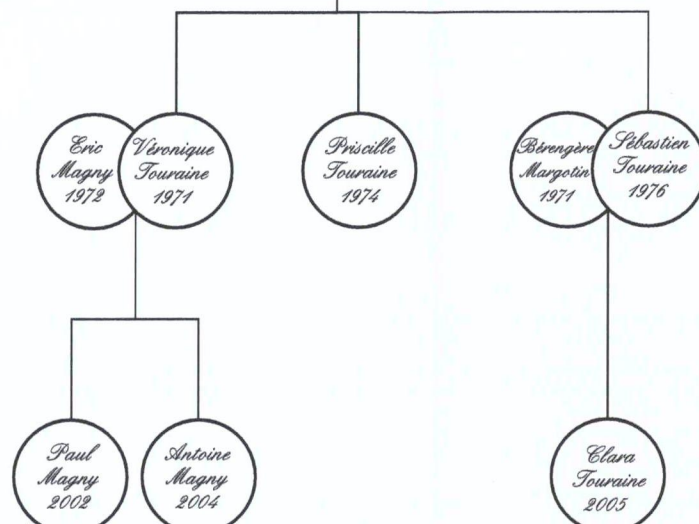 Eric
Magny
1972
Véronique
Touraine
1971
Priscille
Touraine
1974
Bérengère
Margotin
1971
Sébastien
Touraine
1976
Paul
Magny
2002
Antoine
Magny
2004
Clara
Touraine
2005